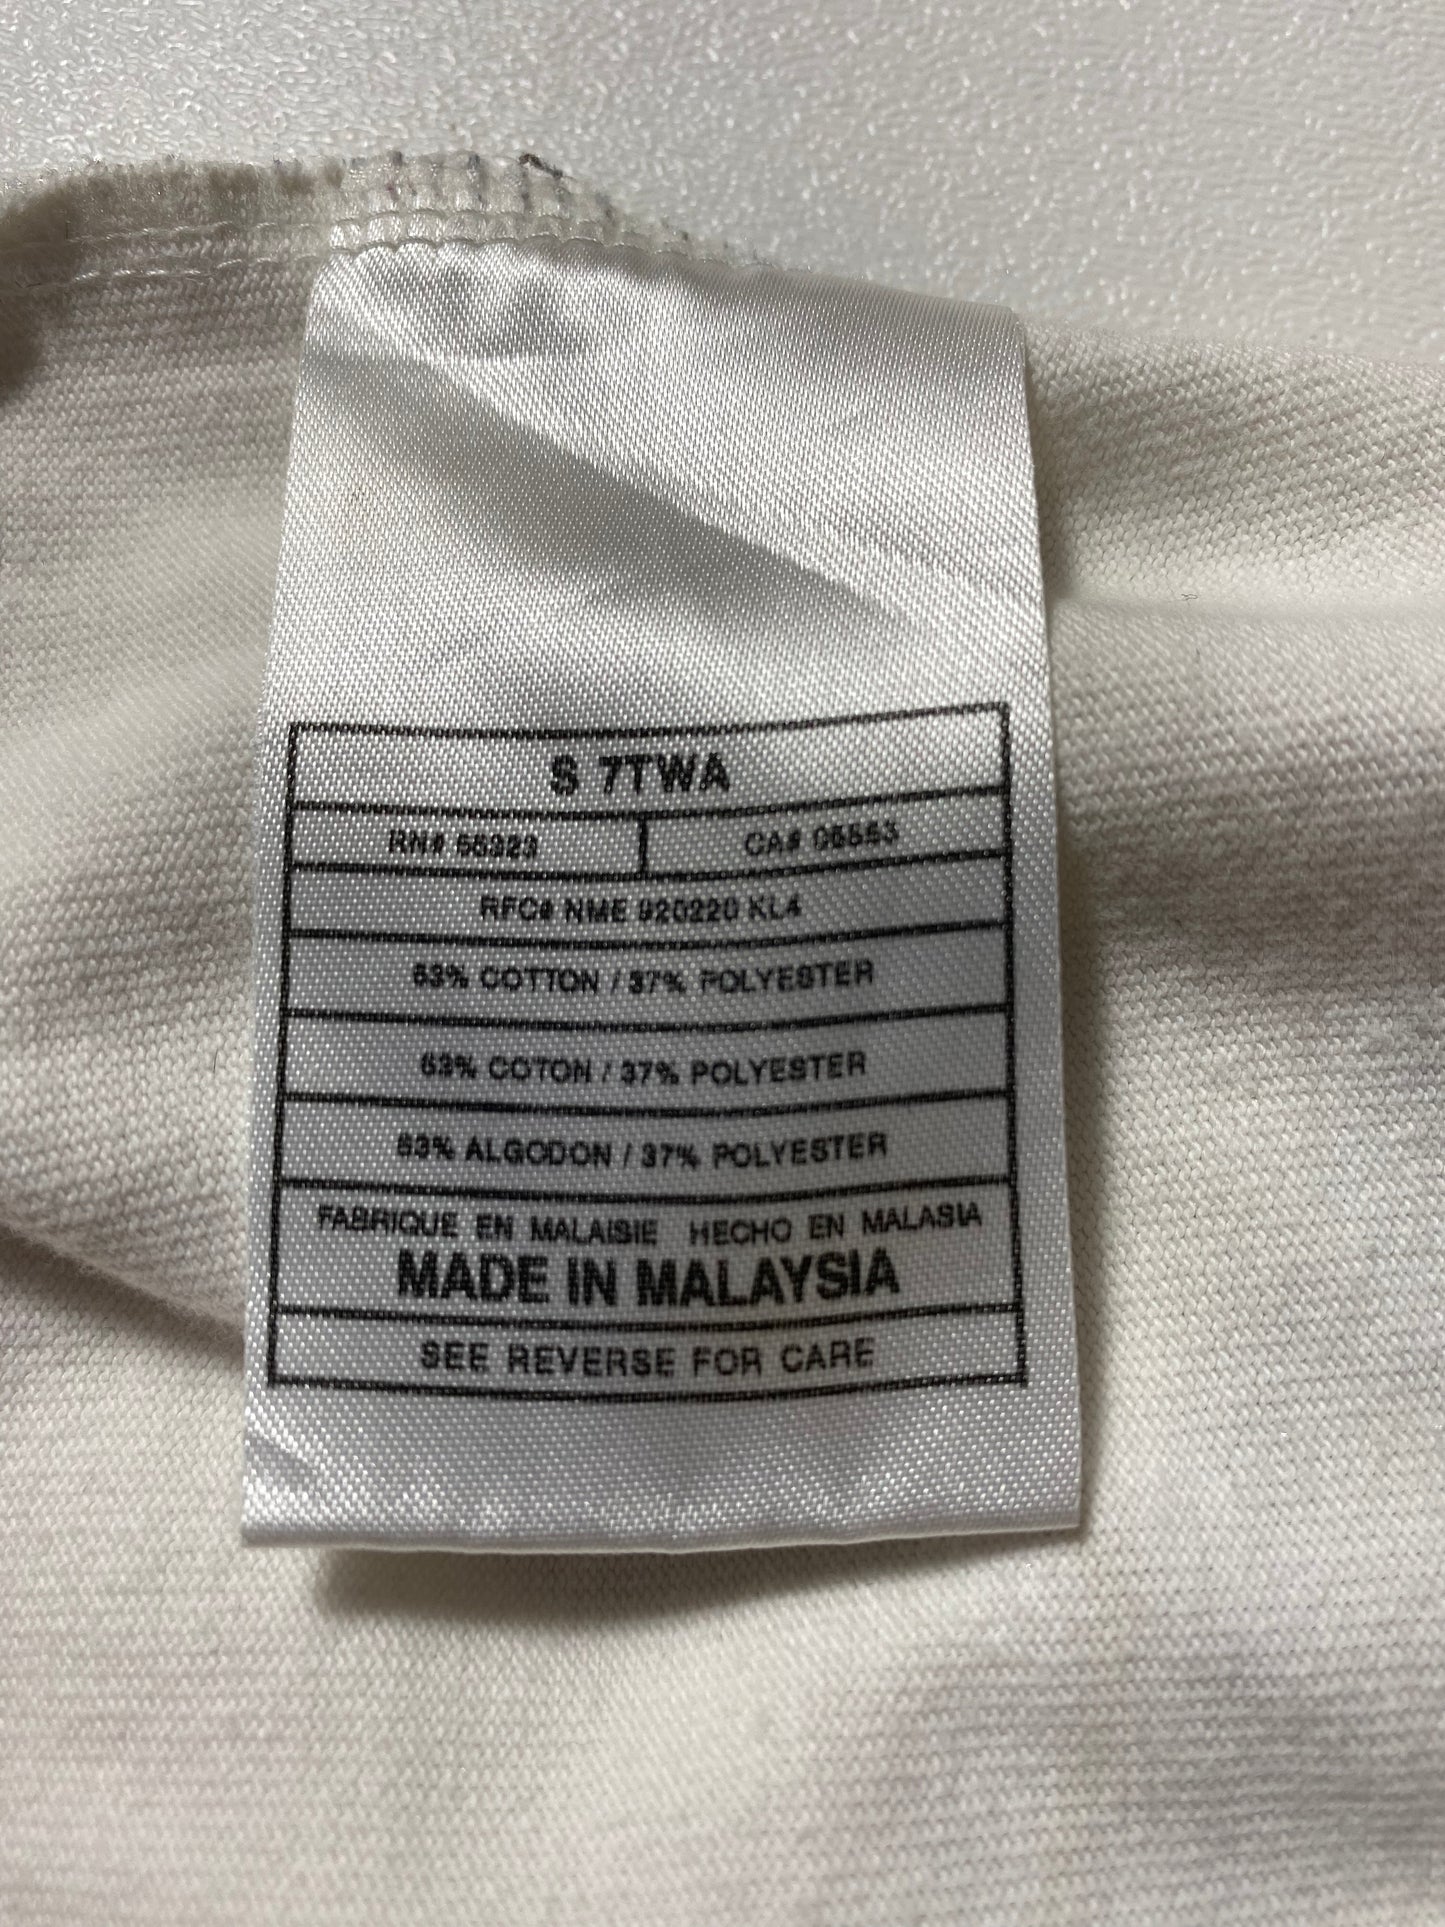 S 7TWA
RN# 56323 CA# 05553
RFC# NME 920220 KL4
63% COTTON / 37% POLYESTER
63% COTON / 37% POLYESTER
63% ALGODON / 37% POLYESTER
FABRIQUE EN MALAISIE HECHO EN MALASIA
MADE IN MALAYSIA
SEE REVERSE FOR CARE